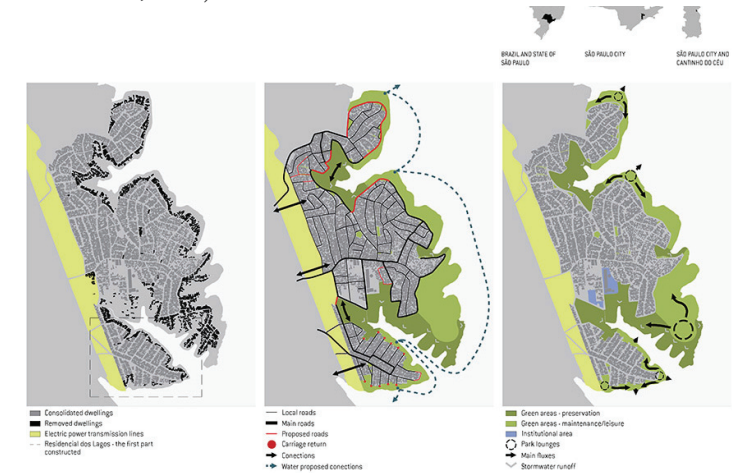 BRAZIL AND STATE OF
SÃO PAULO
SÃO PAULO CITY
SÃO PAULO CITY AND
CANTINHO DO CÉU
Consolidated dwellings
Removed dwellings
Electric power transmission lines
Residencial dos Lagos - the first part
constructed
Local roads
Main roads
Proposed roads
Carriage return
Conections
Water proposed conections
Green areas - preservation
Green areas - maintenance/leisure
Institutional area
Park lounges
Main fluxes
Stormwater runoff